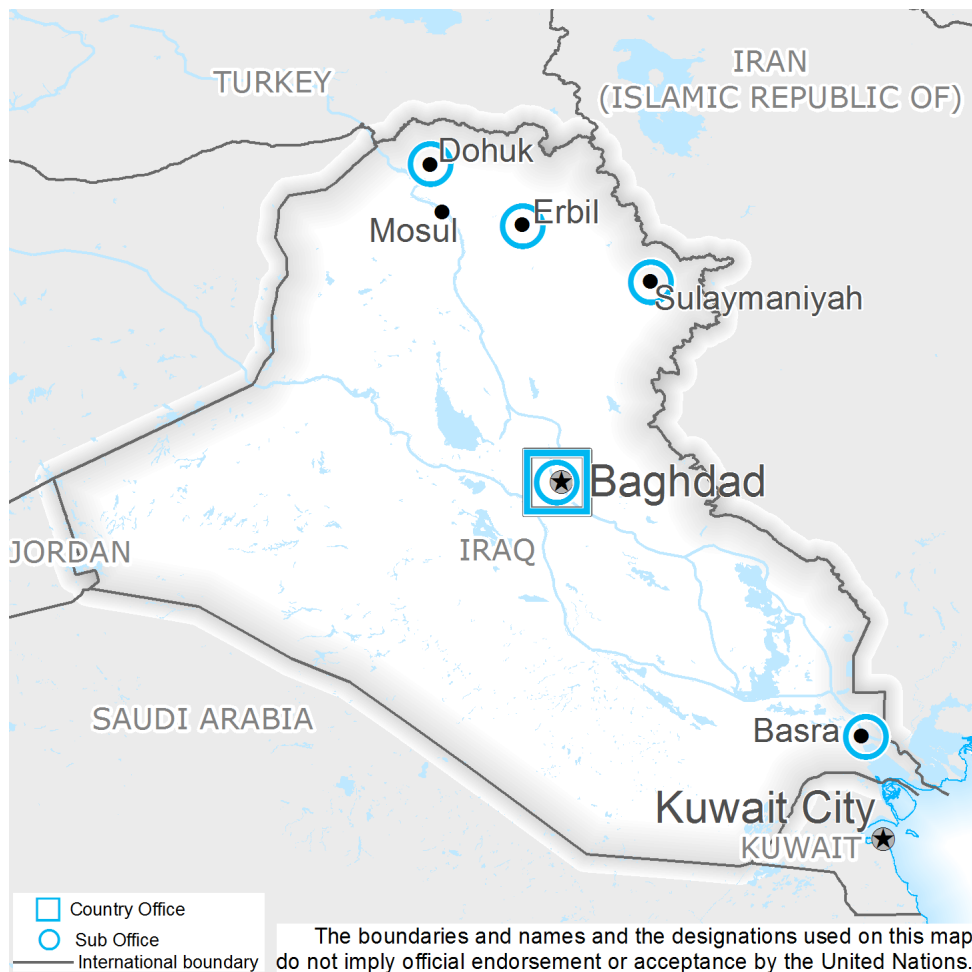 TURKEY
IRAN
(ISLAMIC REPUBLIC OF)
Dohuk
Erbil
Mosul
Sulaymaniyah
Baghdad
IRAQ
JORDAN
SAUDI ARABIA
Basra
Kuwait City
KUWAIT
Country Office
Sub Office
International boundary
The boundaries and names and the designations used on this map
do not imply official endorsement or acceptance by the United Nations.